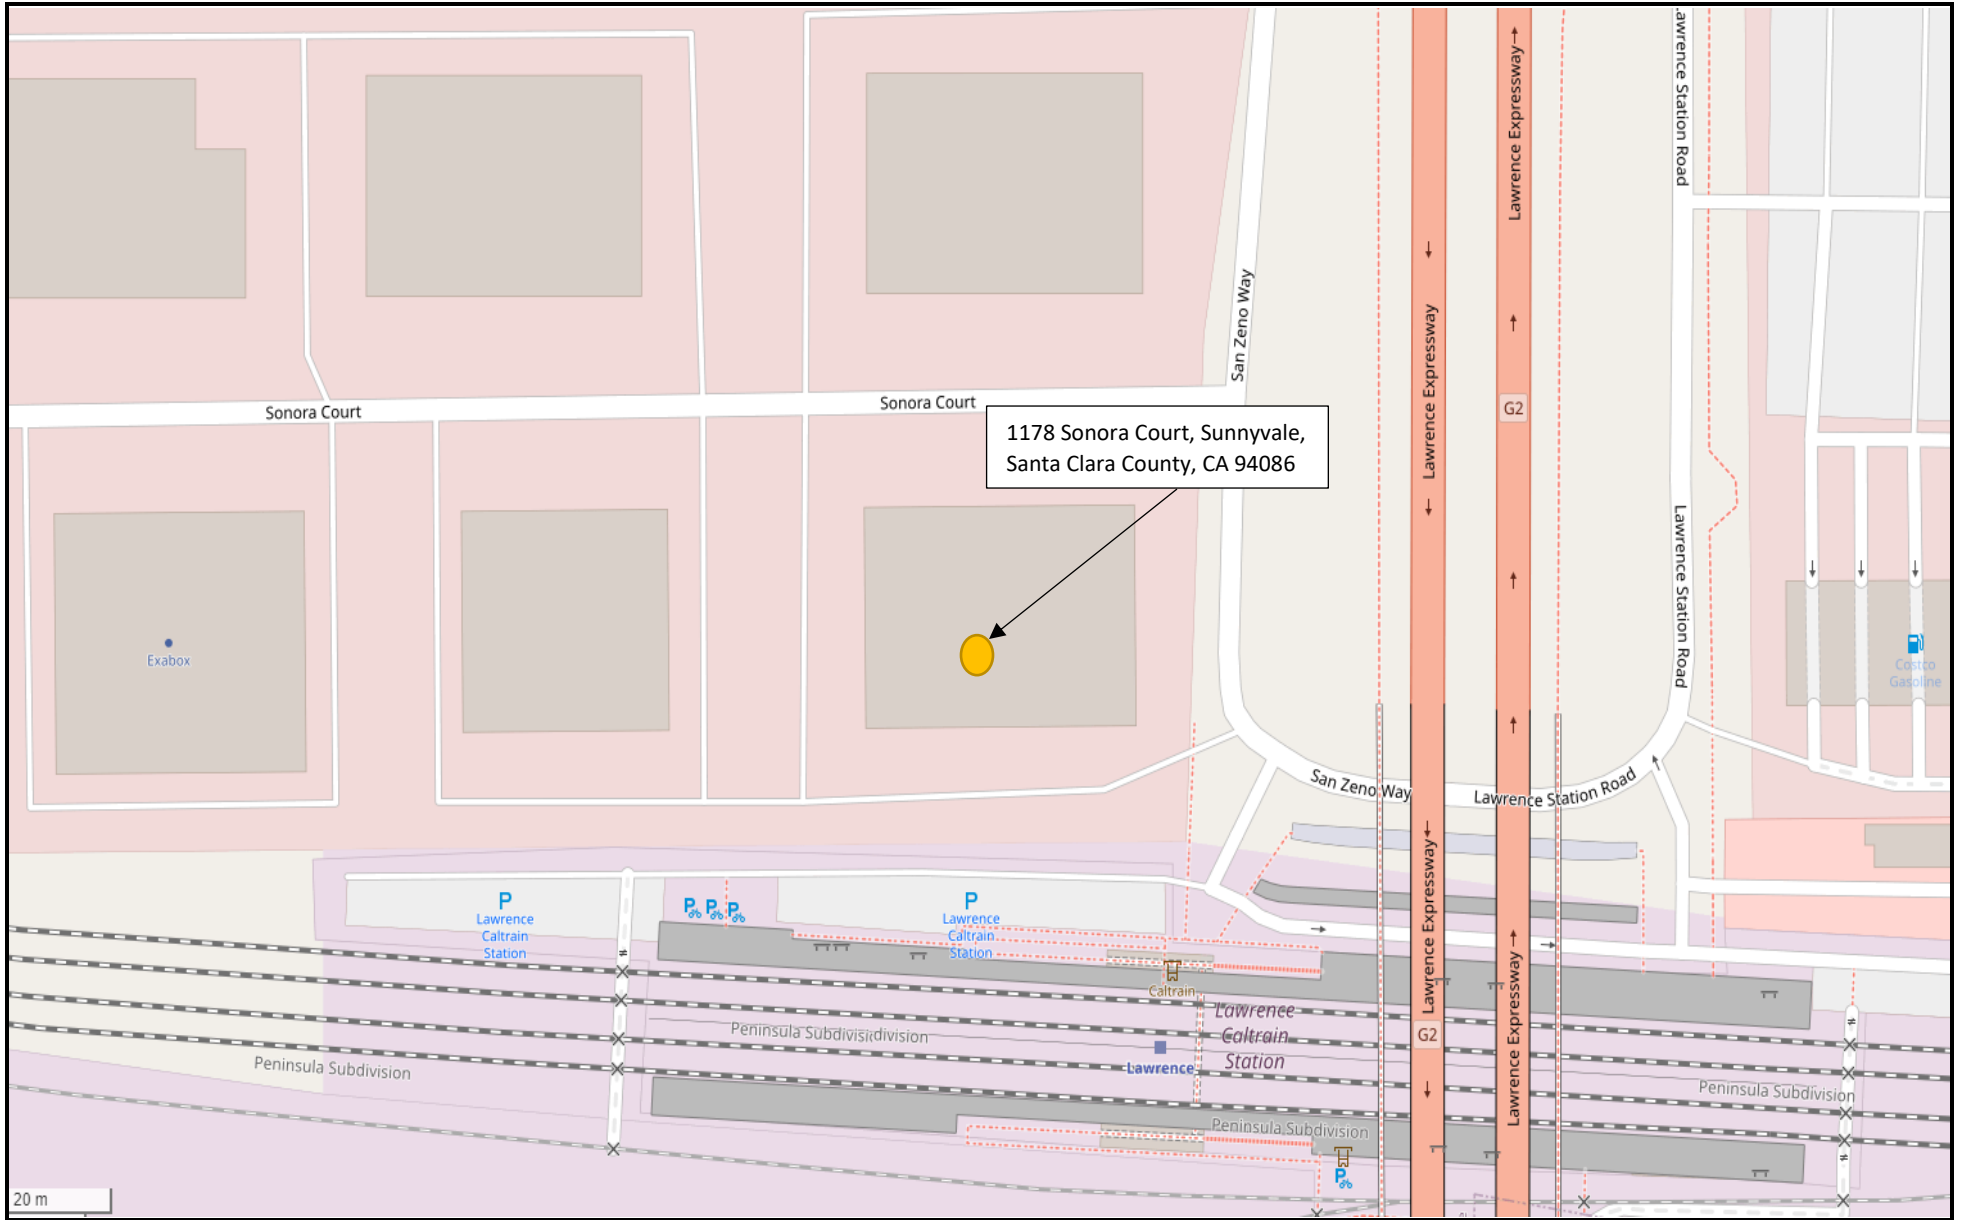 Lawrence Expressway
Lawrence Station Road
San Zeno Way
Lawrence Expressway
G2
Sonora Court
Sonora Court
1178 Sonora Court, Sunnyvale,
Santa Clara County, CA 94086
Lawrence Station Road
Exabox
Costco
Gasoline
San Zeno Way
Lawrence Station Road
P
Lawrence
Caltrain
Station
P
P
P
P
Lawrence
Caltrain
Station
Lawrence Expressway
Lawrence Expressway
Caltrain
Lawrence
Caltrain
Station
G2
Peninsula Subdivision
Lawrence
Peninsula Subdivision
Peninsula Subdivision
Peninsula Subdivision
P
20 m